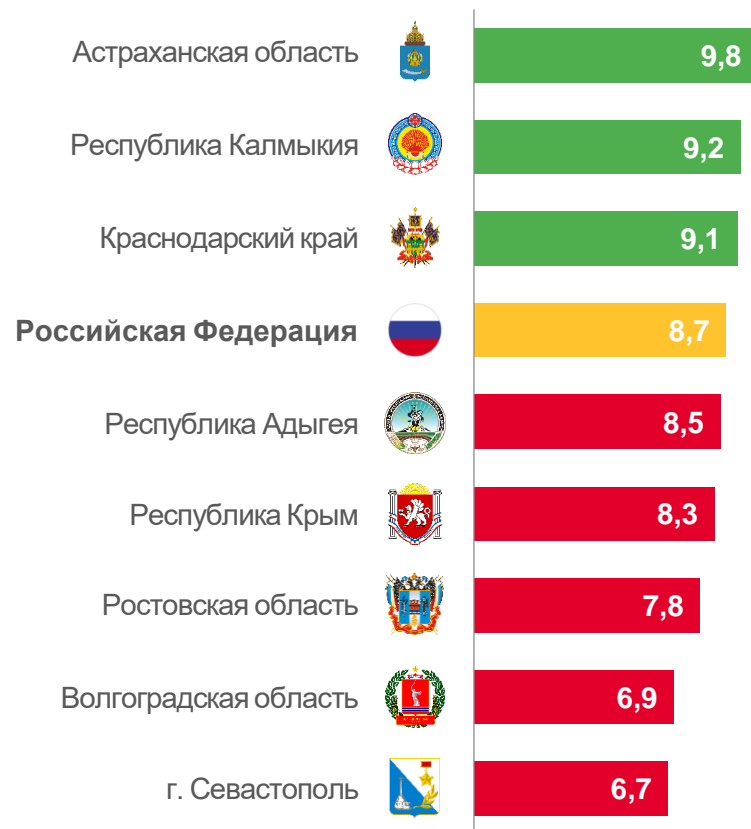 Астраханская область 9,8
Республика Калмыкия 9,2
Краснодарский край 9,1
Российская Федерация 8,7
Республика Адыгея 8,5
Республика Крым 8,3
Ростовская область 7,8
Волгоградская область 6,9
г. Севастополь 6,7